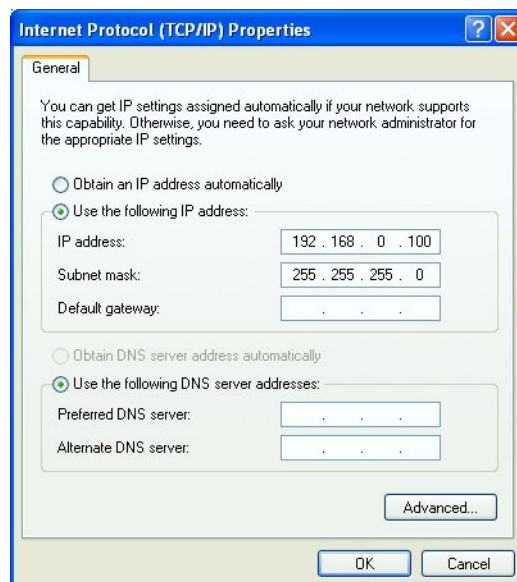 Internet Protocol (TCP/IP) Properties
General
You can get IP settings assigned automatically if your network supports
this capability. Otherwise, you need to ask your network administrator for
the appropriate IP settings.
Obtain an IP address automatically
Use the following IP address:
IP address: 192 . 168 . 0 . 100
Subnet mask: 255 . 255 . 255 . 0
Default gateway: . . .
Obtain DNS server address automatically
Use the following DNS server addresses:
Preferred DNS server: . . .
Alternate DNS server: . . .
Advanced...
OK Cancel